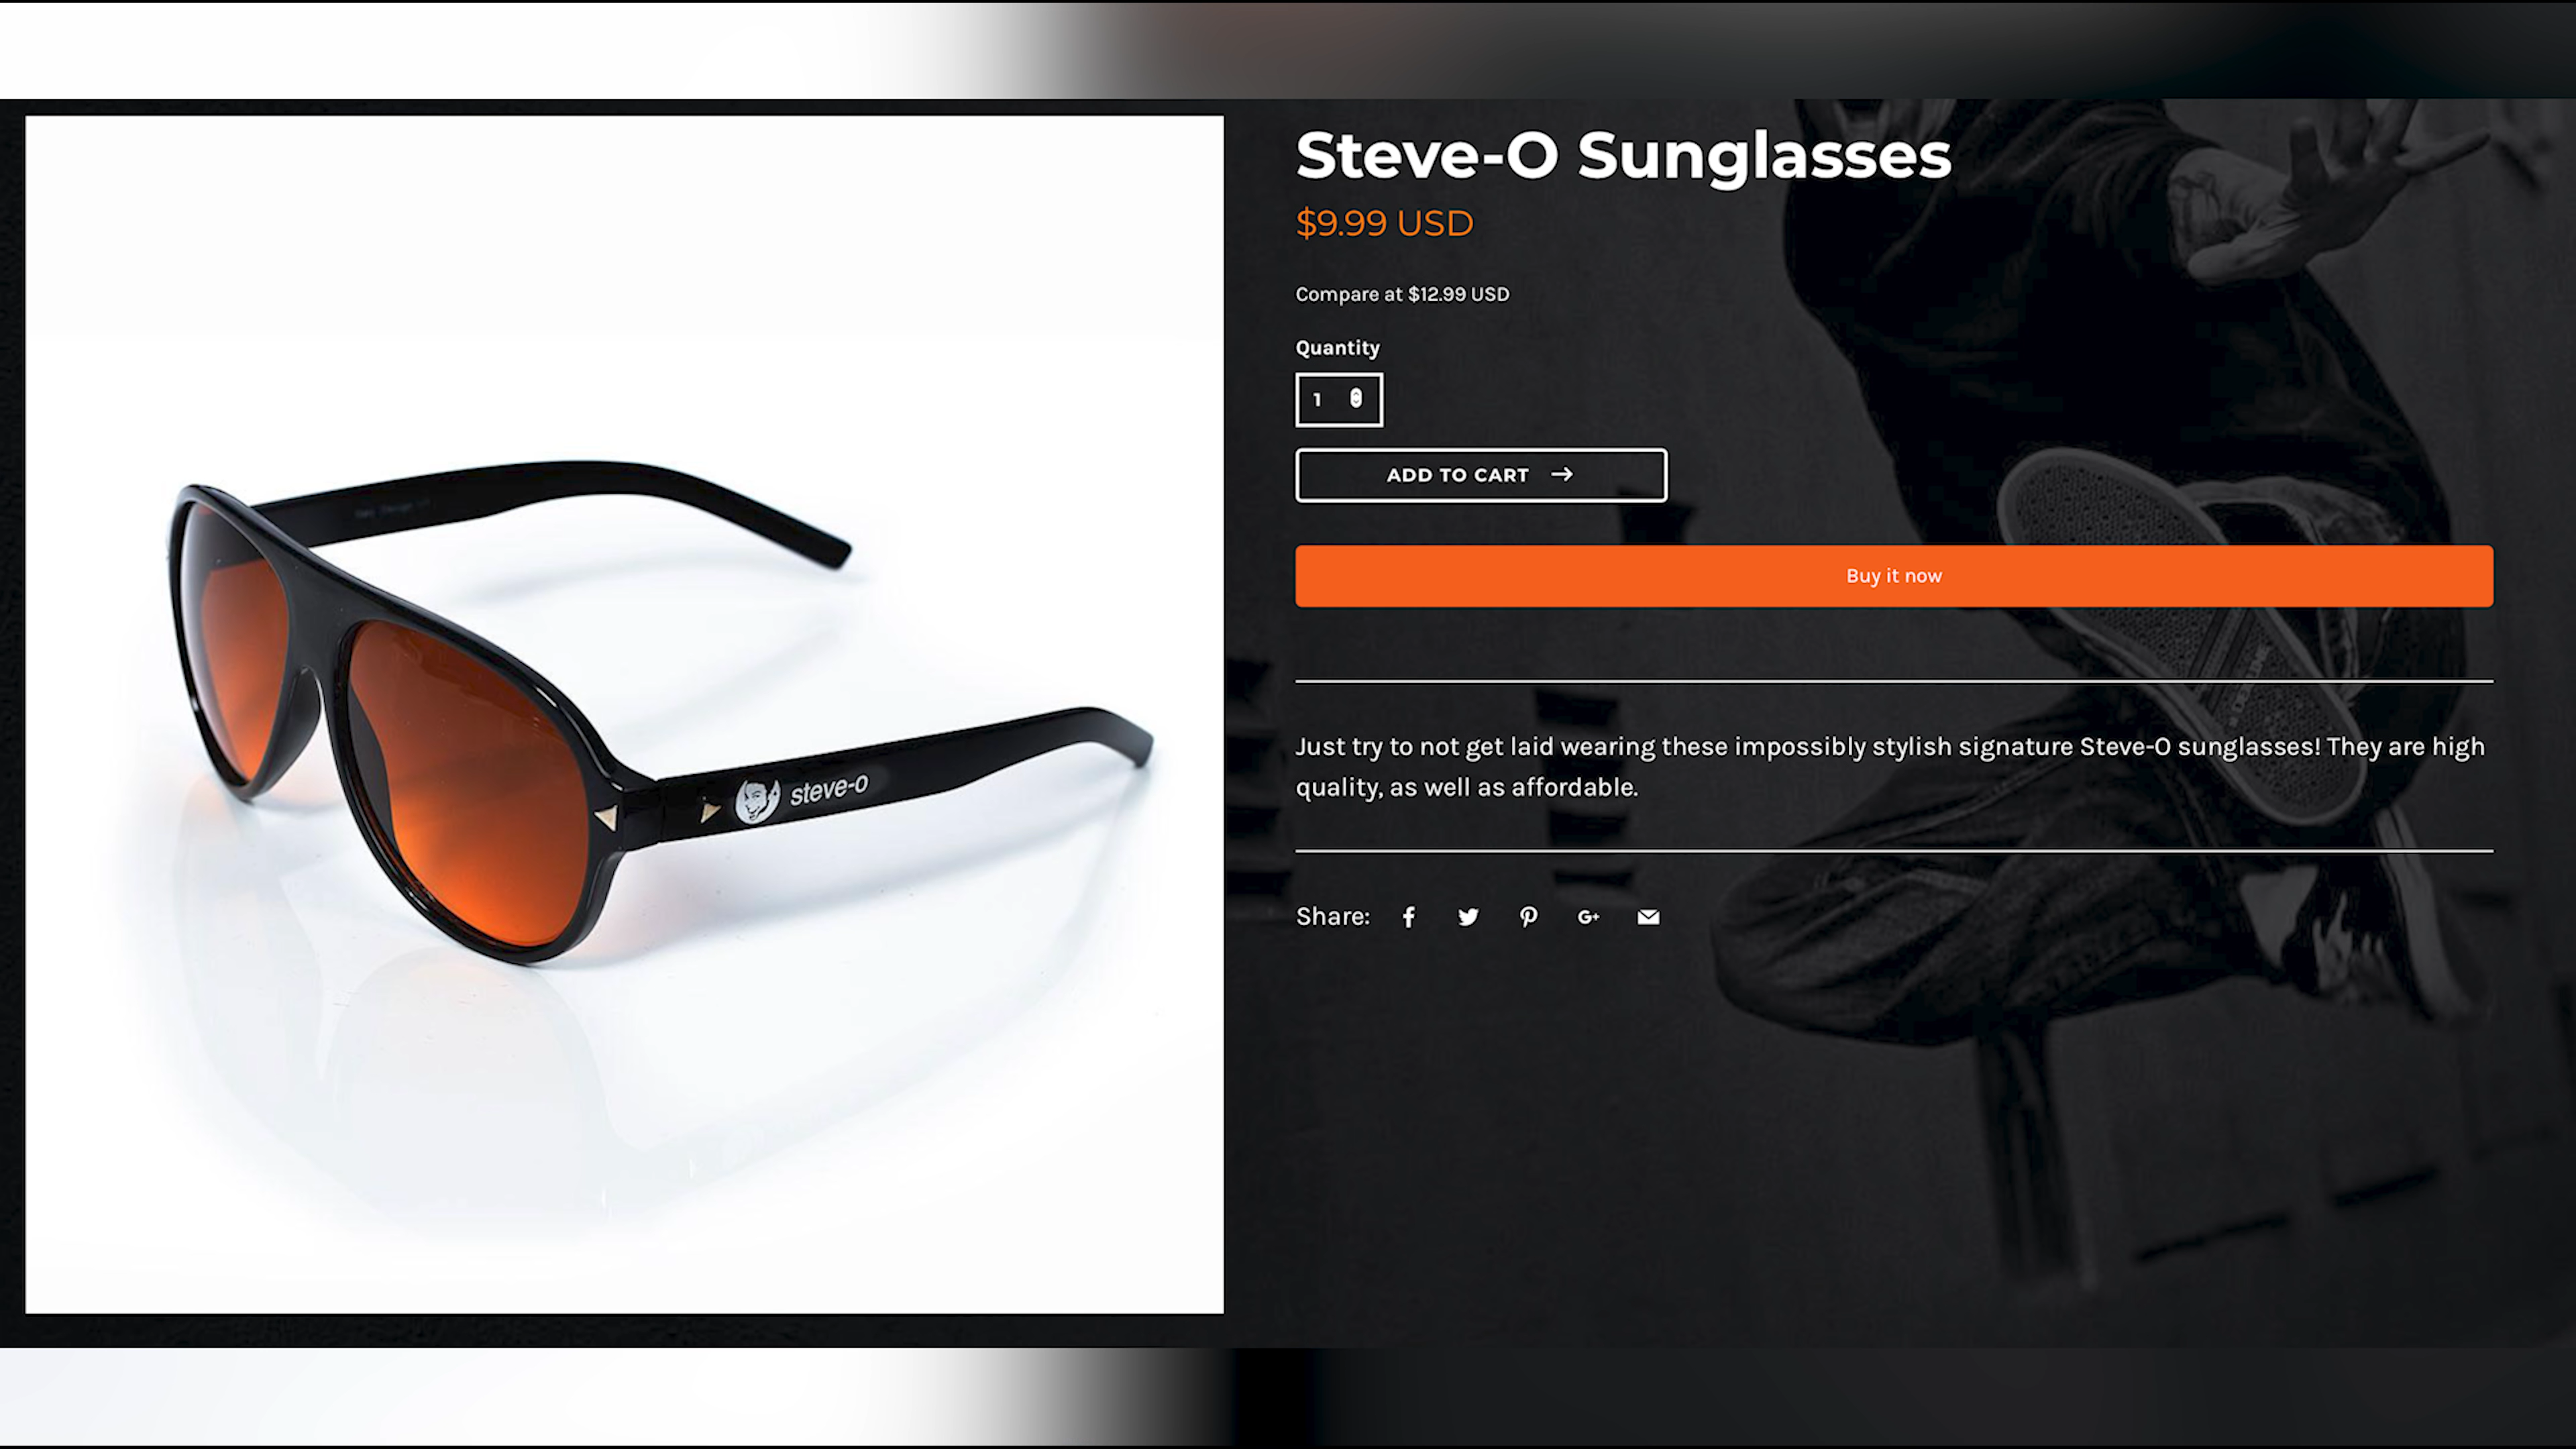 Steve-O Sunglasses
$9.99 USD
Compare at $12.99 USD
Quantity
1
ADD TO CART →
Buy it now
steve-o
Just try to not get laid wearing these impossibly stylish signature Steve-O sunglasses! They are high
quality, as well as affordable.
Share:
G+